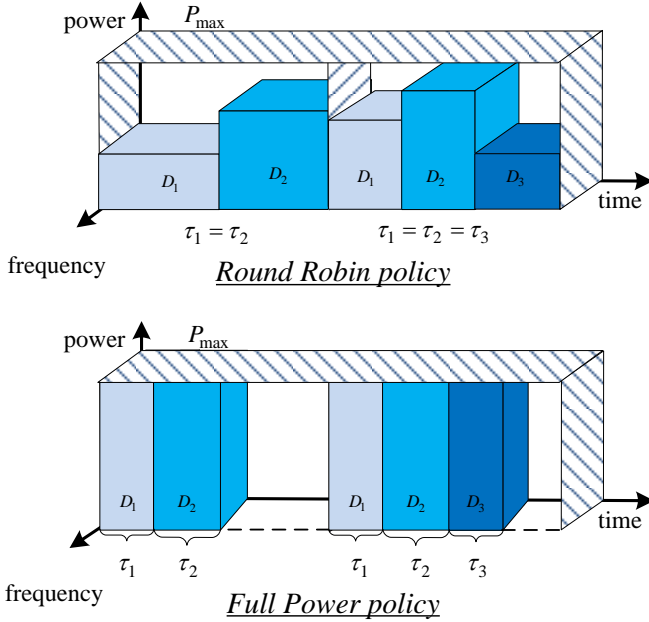 power P_max
D_1 D_2 D_1 D_2 D_3
time
τ_1 = τ_2 τ_1 = τ_2 = τ_3
frequency
Round Robin policy
power P_max
D_1 D_2 D_1 D_2 D_3
time
τ_1 τ_2 τ_1 τ_2 τ_3
frequency
Full Power policy